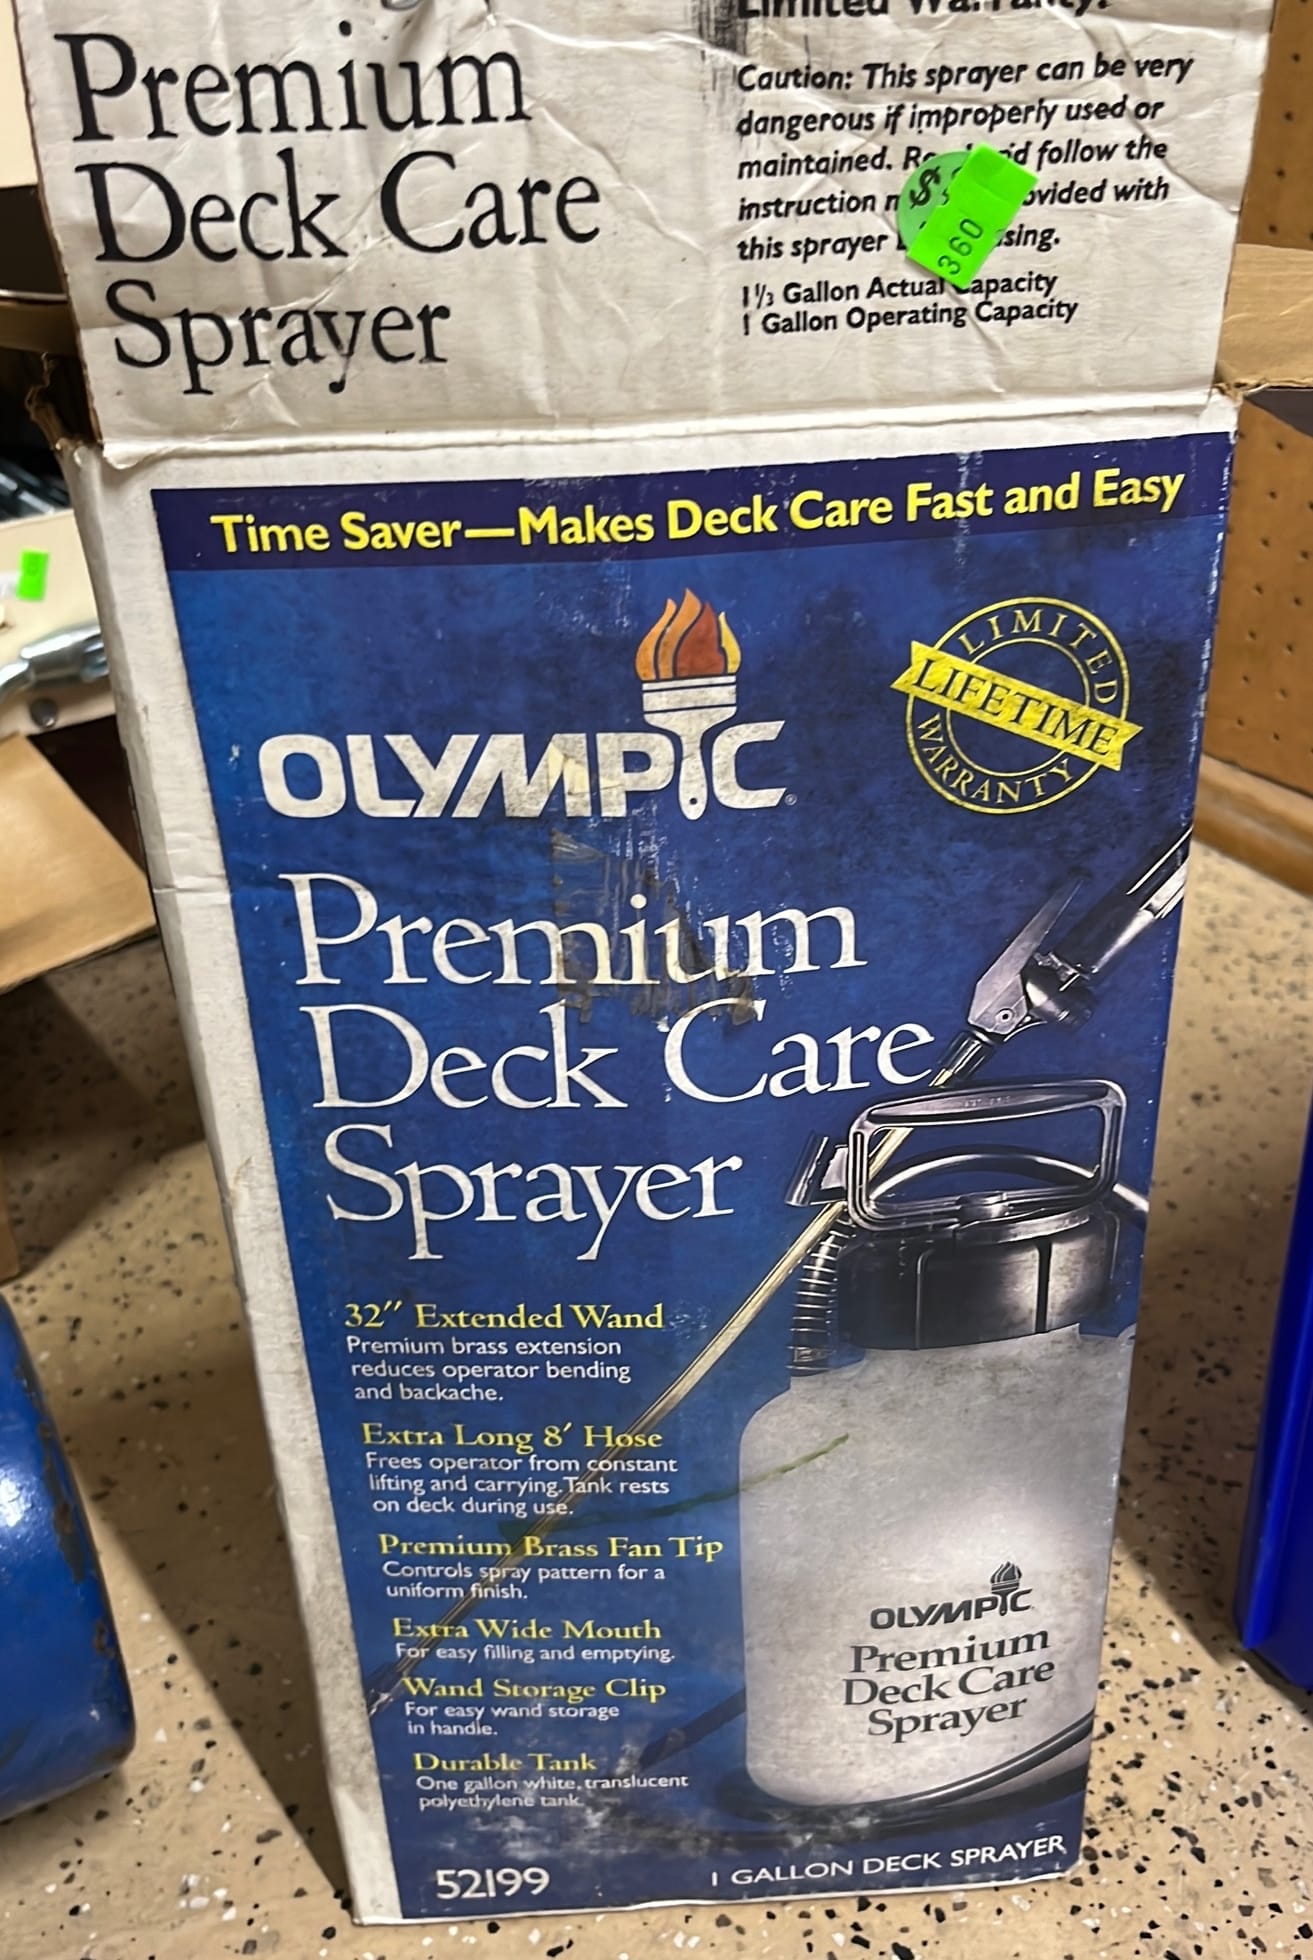 Premium
Deck Care
Sprayer
Limited Warranty.
Caution: This sprayer can be very
dangerous if improperly used or
maintained. follow the
instruction with
this sprayer
1 1/3 Gallon Actual Capacity
1 Gallon Operating Capacity
$
360
Time Saver—Makes Deck Care Fast and Easy
LIMITED
LIFETIME
WARRANTY
OLYMPIC®
Premium
Deck Care
Sprayer
32″ Extended Wand
Premium brass extension
reduces operator bending
and backache.
Extra Long 8′ Hose
Frees operator from constant
lifting and carrying. Tank rests
on deck during use.
Premium Brass Fan Tip
Controls spray pattern for a
uniform finish.
Extra Wide Mouth
For easy filling and emptying.
Wand Storage Clip
For easy wand storage
in handle.
Durable Tank
One gallon white, translucent
polyethylene tank.
OLYMPIC
Premium
Deck Care
Sprayer
52199
1 GALLON DECK SPRAYER